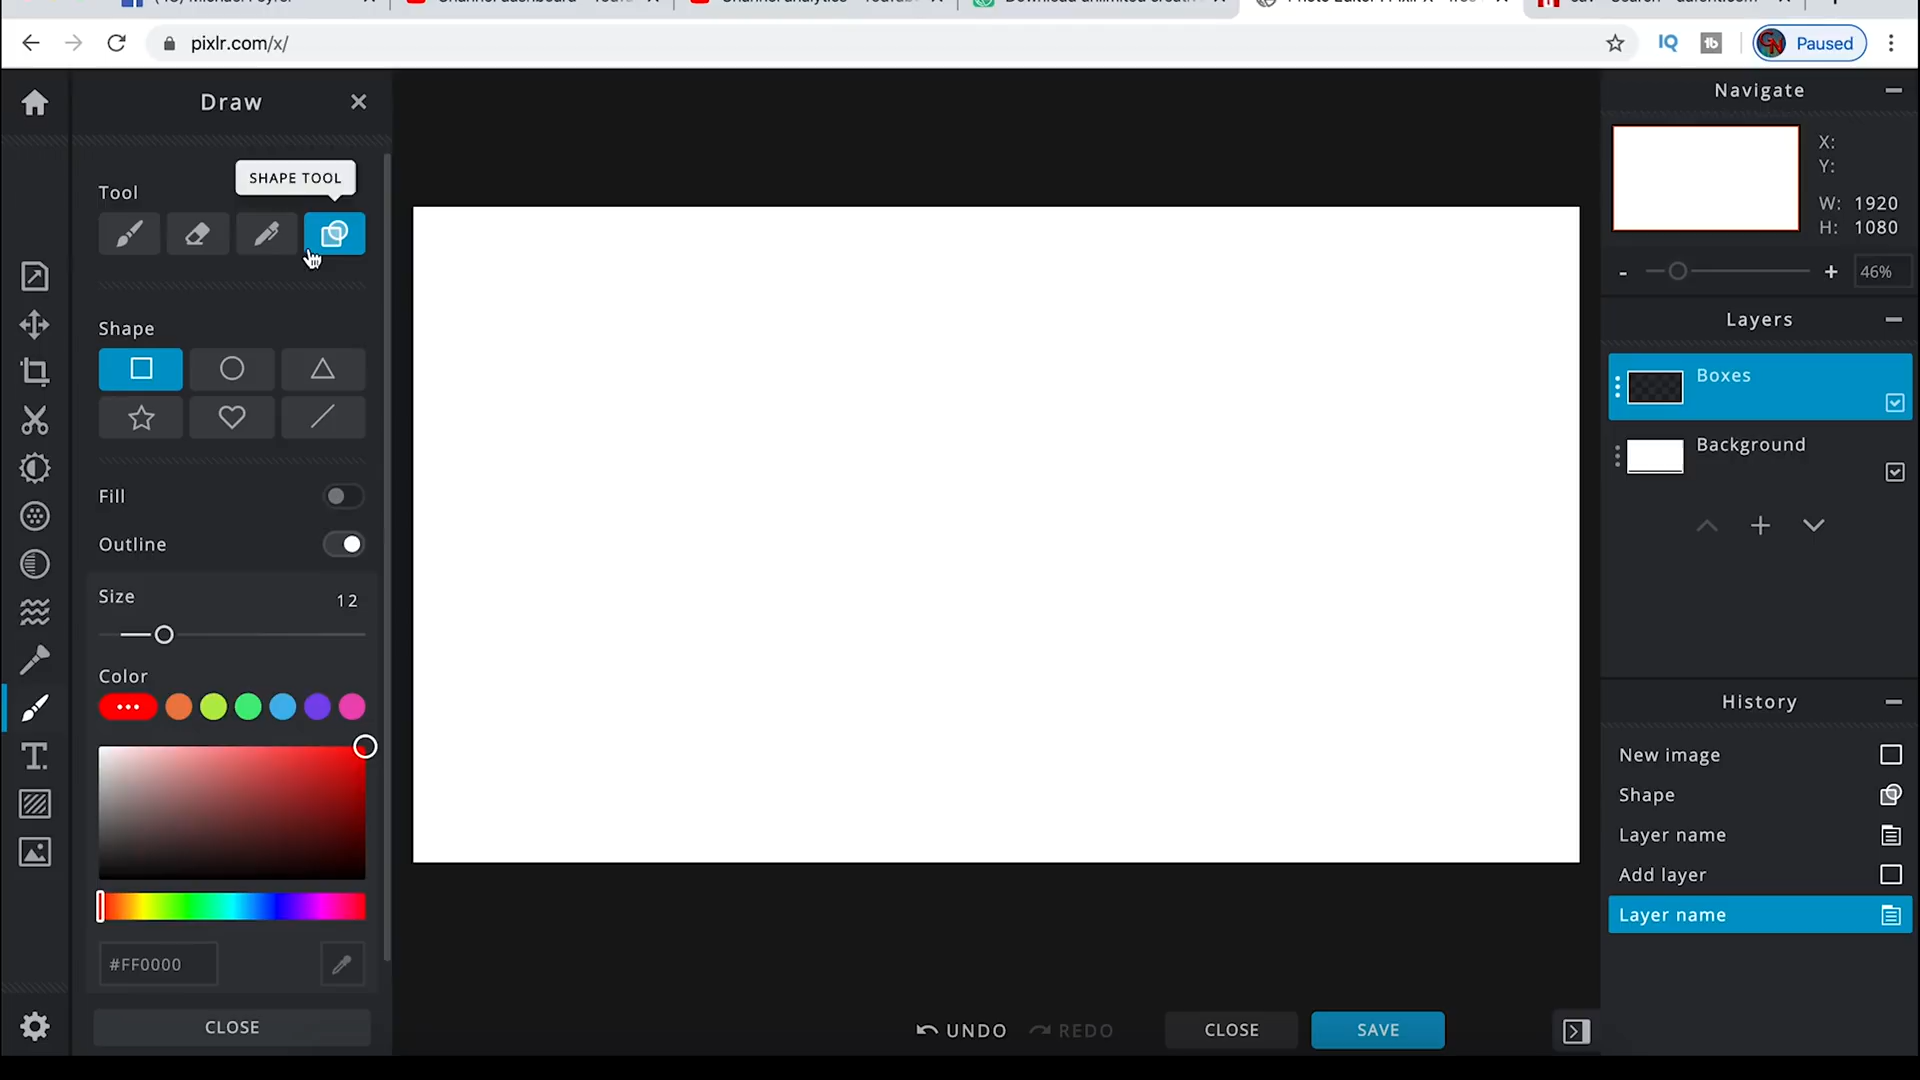 pixlr.com/x/
Paused
Draw
Navigate
SHAPE TOOL
Tool
X:
Y:
W: 1920
H: 1080
- + 46%
Shape
Layers
Boxes
Background
Fill
Outline
Size 12
Color
History
New image
Shape
Layer name
Add layer
Layer name
#FF0000
CLOSE
UNDO REDO CLOSE SAVE